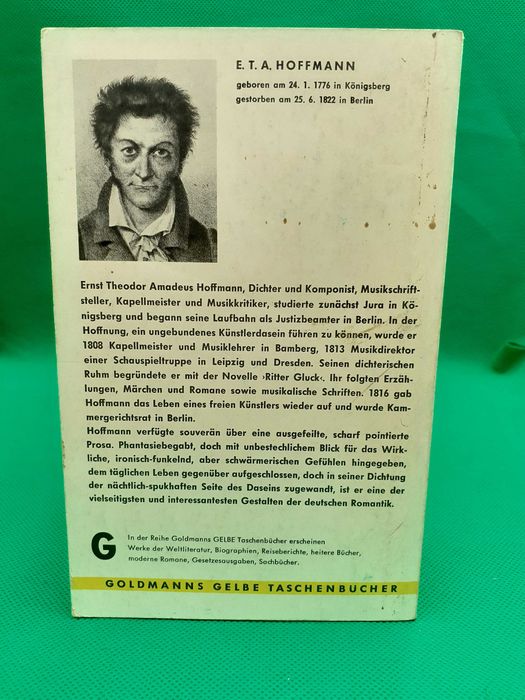 E. T. A. HOFFMANN
geboren am 24. 1. 1776 in Königsberg
gestorben am 25. 6. 1822 in Berlin
Ernst Theodor Amadeus Hoffmann, Dichter und Komponist, Musikschrift-
steller, Kapellmeister und Musikkritiker, studierte zunächst Jura in Kö-
nigsberg und begann seine Laufbahn als Justizbeamter in Berlin. In der
Hoffnung, ein ungebundenes Künstlerdasein führen zu können, wurde er
1808 Kapellmeister und Musiklehrer in Bamberg, 1813 Musikdirektor
einer Schauspieltruppe in Leipzig und Dresden. Seinen dichterischen
Ruhm begründete er mit der Novelle ›Ritter Gluck‹. Ihr folgten Erzäh-
lungen, Märchen und Romane sowie musikalische Schriften. 1816 gab
Hoffmann das Leben eines freien Künstlers wieder auf und wurde Kam-
mergerichtsrat in Berlin.
Hoffmann verfügte souverän über eine ausgefeilte, scharf pointierte
Prosa. Phantasiebegabt, doch mit unbestechlichem Blick für das Wirk-
liche, ironisch-funkelnd, aber schwärmerischen Gefühlen hingegeben,
dem täglichen Leben gegenüber aufgeschlossen, doch in seiner Dichtung
der nächtlich-spukhaften Seite des Daseins zugewandt, ist er eine der
vielseitigsten und interessantesten Gestalten der deutschen Romantik.
G
In der Reihe Goldmanns GELBE Taschenbücher erscheinen
Werke der Weltliteratur, Biographien, Reiseberichte, heitere Bücher,
moderne Romane, Gesetzesausgaben, Sachbücher.
GOLDMANNS GELBE TASCHENBÜCHER